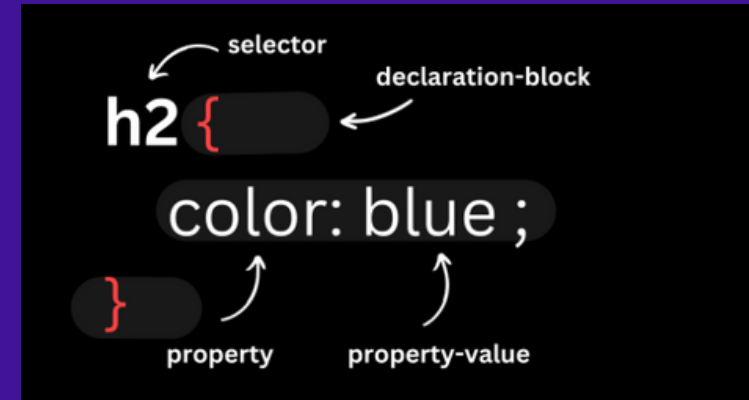 selector
declaration-block
h2 {
color: blue ;
}
property property-value